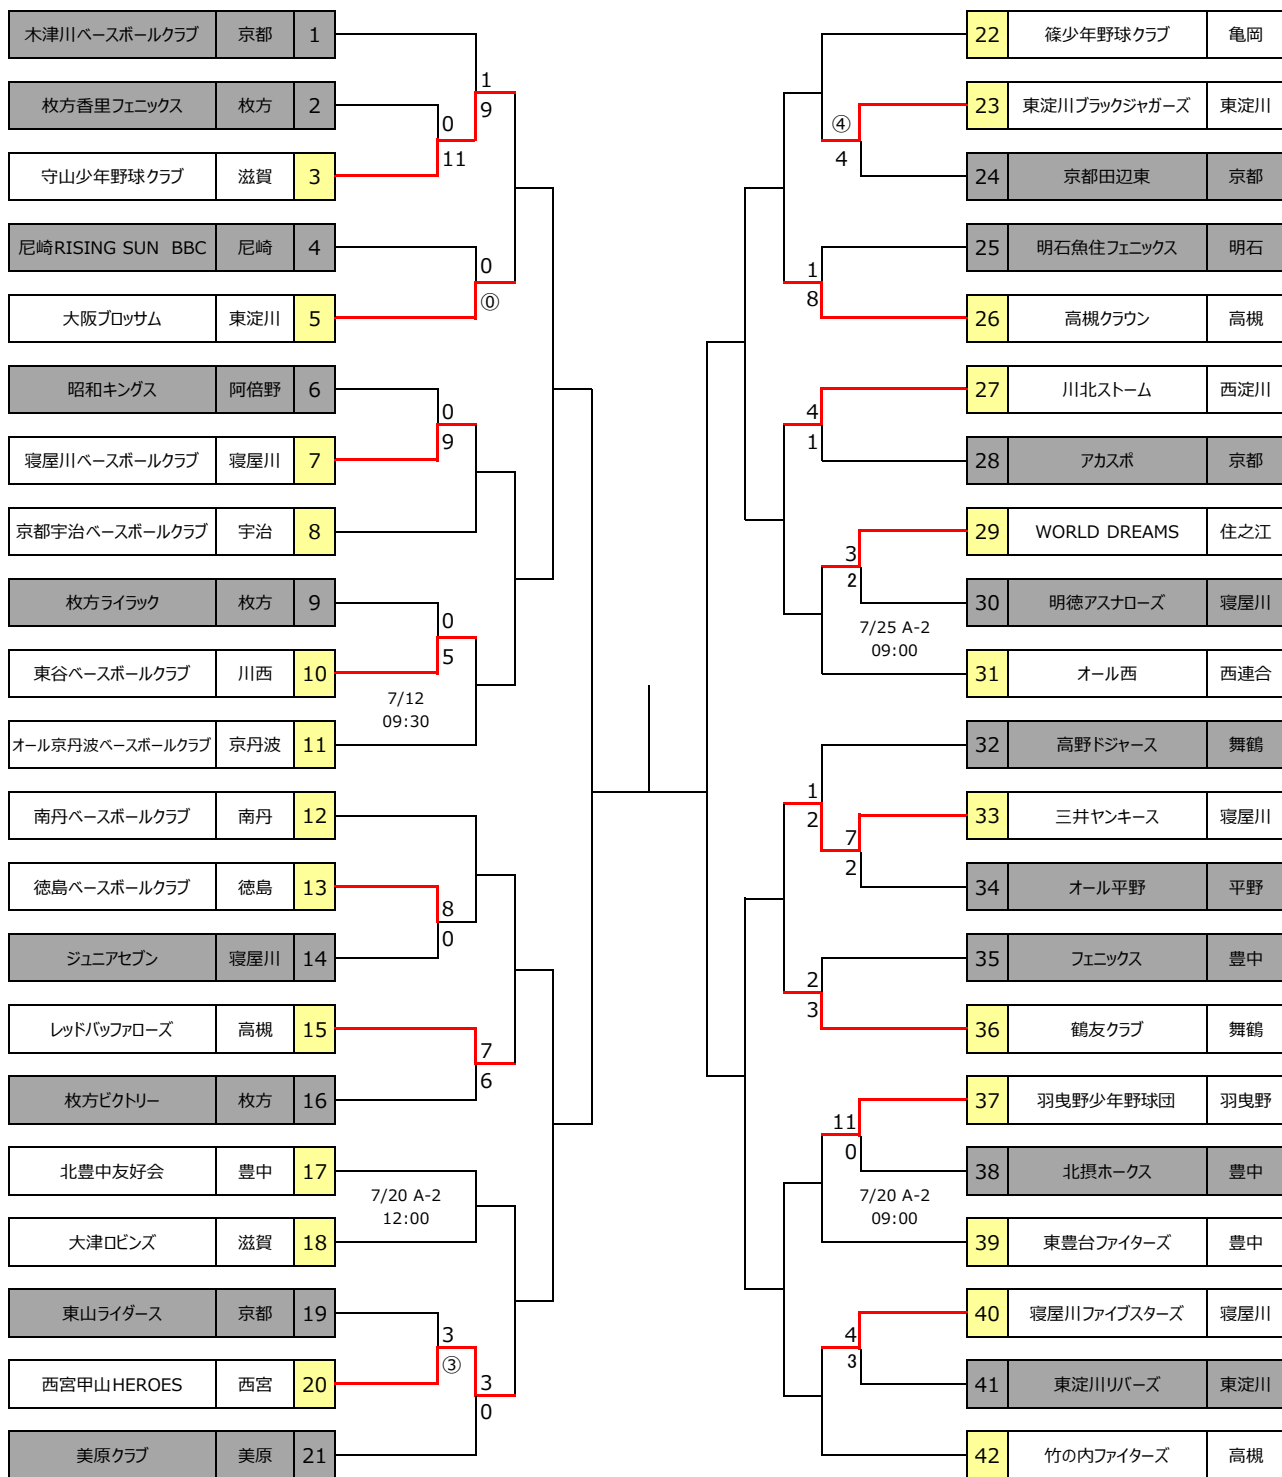 木津川ベースボールクラブ 京都 1
1
枚方香里フェニックス 枚方 2
9
0
11
守山少年野球クラブ 滋賀 3
尼崎RISING SUN BBC 尼崎 4
0
⓪
大阪ブロッサム 東淀川 5
昭和キングス 阿倍野 6
0
9
寝屋川ベースボールクラブ 寝屋川 7
京都宇治ベースボールクラブ 宇治 8
枚方ライラック 枚方 9
0
5
東谷ベースボールクラブ 川西 10
7/12
09:30
オール京丹波ベースボールクラブ 京丹波 11
南丹ベースボールクラブ 南丹 12
徳島ベースボールクラブ 徳島 13
8
0
ジュニアセブン 寝屋川 14
レッドバッファローズ 高槻 15
7
6
枚方ビクトリー 枚方 16
北豊中友好会 豊中 17
7/20 A-2
12:00
大津ロビンズ 滋賀 18
東山ライダース 京都 19
3
③
西宮甲山HEROES 西宮 20
3
0
美原クラブ 美原 21
22 篠少年野球クラブ 亀岡
23 東淀川ブラックジャガーズ 東淀川
④
4
24 京都田辺東 京都
25 明石魚住フェニックス 明石
1
8
26 高槻クラウン 高槻
27 川北ストーム 西淀川
4
1
28 アカスポ 京都
29 WORLD DREAMS 住之江
3
2
30 明徳アスナローズ 寝屋川
7/25 A-2
09:00
31 オール西 西連合
32 高野ドジャース 舞鶴
1
2
33 三井ヤンキース 寝屋川
7
2
34 オール平野 平野
35 フェニックス 豊中
2
3
36 鶴友クラブ 舞鶴
37 羽曳野少年野球団 羽曳野
11
0
38 北摂ホークス 豊中
7/20 A-2
09:00
39 東豊台ファイターズ 豊中
40 寝屋川ファイブスターズ 寝屋川
4
3
41 東淀川リバーズ 東淀川
42 竹の内ファイターズ 高槻